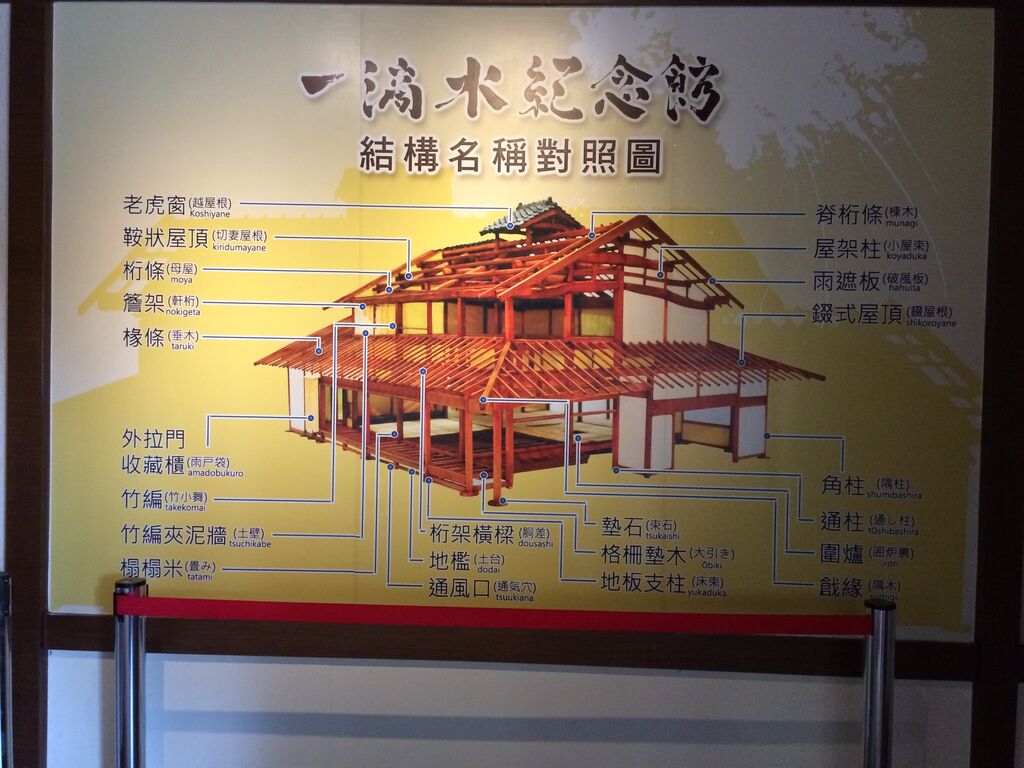 一滴水紀念館
結構名稱對照圖
老虎窗(越屋根)
Koshiyane
鞍狀屋頂(切妻屋根)
kiridumayane
桁條(母屋)
moya
簷架(軒桁)
nokigeta
椽條(垂木)
taruki
外拉門
收藏櫃(雨戸袋)
amadobukuro
竹編(竹小舞)
takekomai
竹編夾泥牆(土壁)
tsuchikabe
榻榻米(畳み)
tatami
桁架橫樑(胴差)
dousashi
地檻(土台)
dodai
通風口(通気穴)
tsuukiana
墊石(束石)
tsukaishi
格柵墊木(大引き)
Obiki
地板支柱(床束)
yukaduka
脊桁條(棟木)
munagi
屋架柱(小屋束)
koyaduka
雨遮板(破風板)
hahuita
錣式屋頂(錣屋根)
shikoroyane
角柱(隅柱)
shumibashira
通柱(通し柱)
tOshibashira
圍爐(囲炉裏)
irori
戧緣(隅木)
sumigi